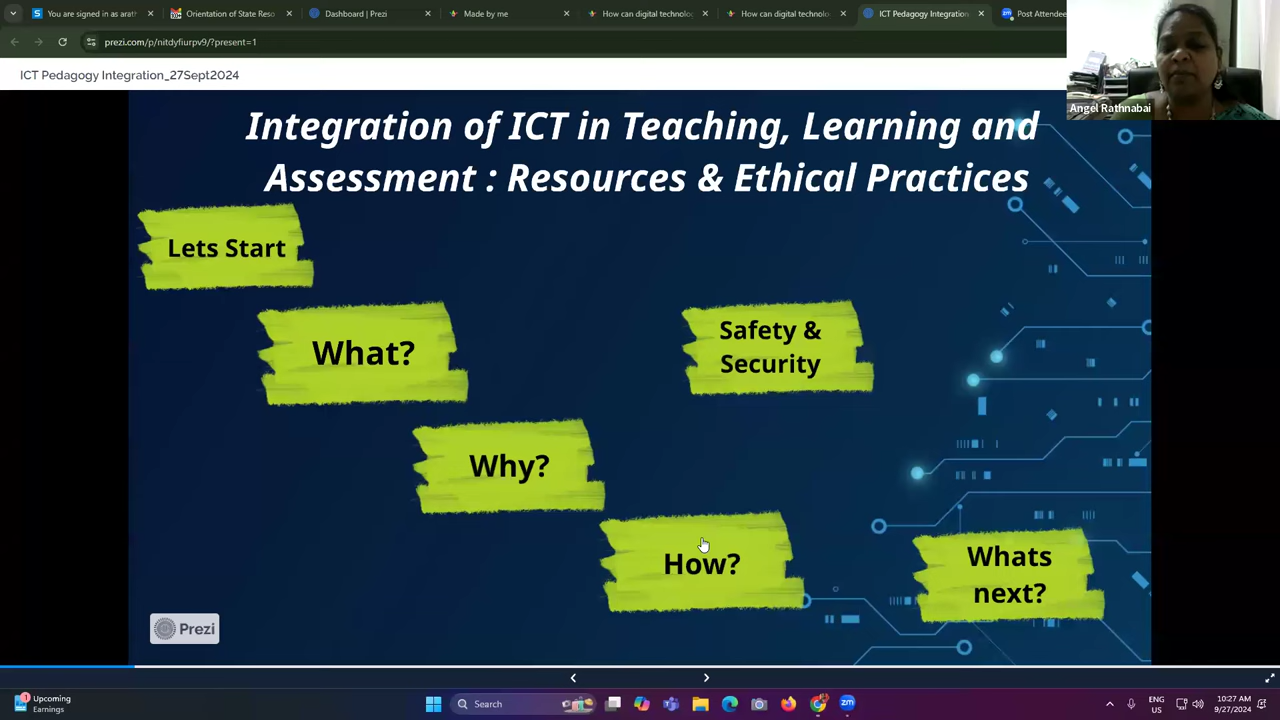 You are signed in as arath
Orientation of State Reso
Dashboard | Prezi
Made by me
How can digital technolog
How can digital technolo
ICT Pedagogy Integration
Post Attendee
prezi.com/p/nitdyfiurpv9/?present=1
ICT Pedagogy Integration_27Sept2024
Angel Rathnabai
Integration of ICT in Teaching, Learning and
Assessment : Resources & Ethical Practices
Lets Start
What?
Safety &
Security
Why?
How?
Whats
next?
Prezi
Upcoming
Earnings
Search
ENG
US
10:27 AM
9/27/2024